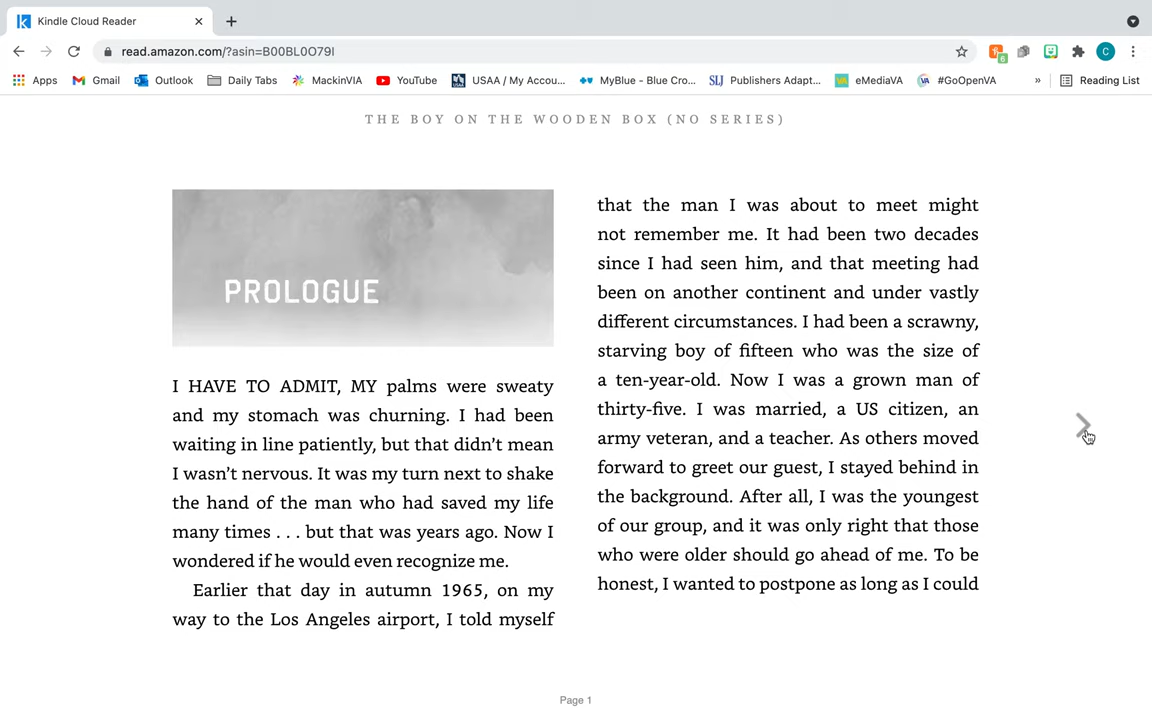 Kindle Cloud Reader
read.amazon.com/?asin=B00BL0O79I
6
C
Apps
Gmail
Outlook
Daily Tabs
MackinVIA
YouTube
USAA / My Accou...
MyBlue - Blue Cro...
SLJ
Publishers Adapt...
VA
eMediaVA
VA
#GoOpenVA
»
Reading List
THE BOY ON THE WOODEN BOX (NO SERIES)
PROLOGUE
I HAVE TO ADMIT, MY palms were sweaty
and my stomach was churning. I had been
waiting in line patiently, but that didn’t mean
I wasn’t nervous. It was my turn next to shake
the hand of the man who had saved my life
many times . . . but that was years ago. Now I
wondered if he would even recognize me.
Earlier that day in autumn 1965, on my
way to the Los Angeles airport, I told myself
that the man I was about to meet might
not remember me. It had been two decades
since I had seen him, and that meeting had
been on another continent and under vastly
different circumstances. I had been a scrawny,
starving boy of fifteen who was the size of
a ten-year-old. Now I was a grown man of
thirty-five. I was married, a US citizen, an
army veteran, and a teacher. As others moved
forward to greet our guest, I stayed behind in
the background. After all, I was the youngest
of our group, and it was only right that those
who were older should go ahead of me. To be
honest, I wanted to postpone as long as I could
Page 1